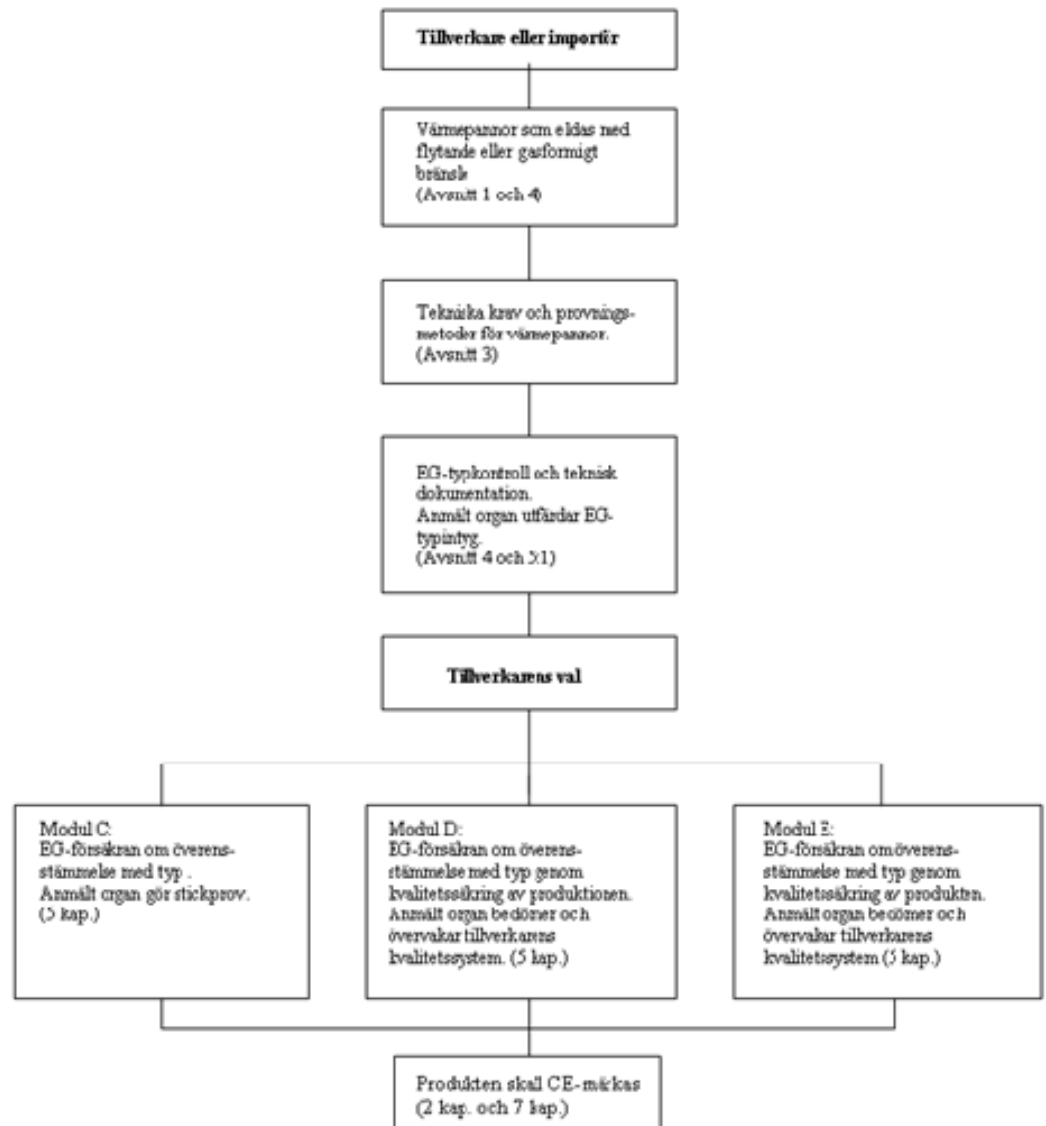 Tillverkare eller importör
Värmepannor som eldas med
flytande eller gasformigt
bränsle
(Avsnitt 1 och 4)
Tekniska krav och provnings-
metoder för värmepannor.
(Avsnitt 3)
EG-typkontroll och teknisk
dokumentation.
Anmält organ utfärdar EG-
typintyg.
(Avsnitt 4 och 5:1)
Tillverkarens val
Modul C:
EG-försäkran om överens-
stämmelse med typ .
Anmält organ gör stickprov.
(5 kap.)
Modul D:
EG-försäkran om överens-
stämmelse med typ genom
kvalitetssäkring av produktionen.
Anmält organ bedömer och
övervakar tillverkarens
kvalitetssystem. (5 kap.)
Modul E:
EG-försäkran om överens-
stämmelse med typ genom
kvalitetssäkring av produkten.
Anmält organ bedömer och
övervakar tillverkarens
kvalitetssystem (5 kap.)
Produkten skall CE-märkas
(2 kap. och 7 kap.)